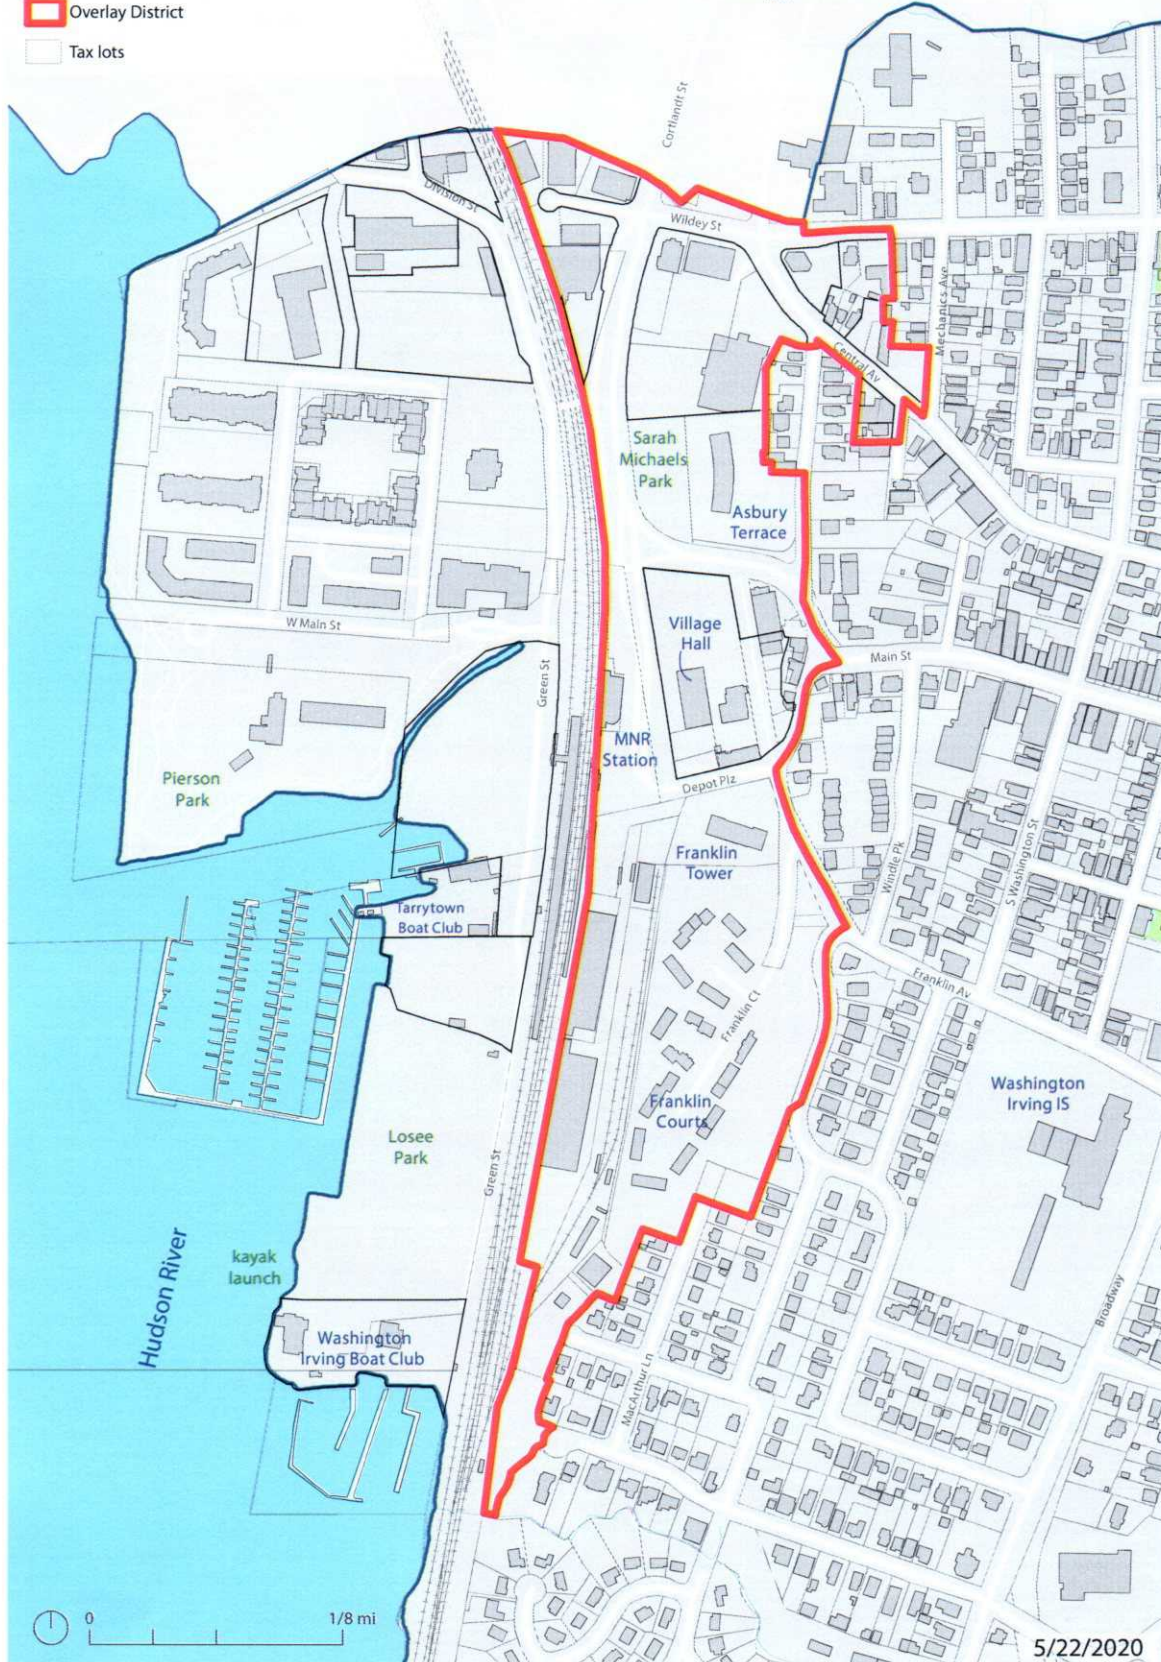 Overlay District
Tax lots
Cortlandt St
Division St
Wildey St
Mechanics Ave
Central Av
Sarah
Michaels
Park
Asbury
Terrace
W Main St
Village
Hall
Main St
Green St
MNR
Station
Depot Plz
Pierson
Park
Franklin
Tower
Windle Pk
S Washington St
Tarrytown
Boat Club
Franklin Av
Franklin Ct
Washington
Irving IS
Franklin
Courts
Losee
Park
Green St
Hudson River
kayak
launch
Broadway
Washington
Irving Boat Club
MacArthur Ln
0
1/8 mi
5/22/2020